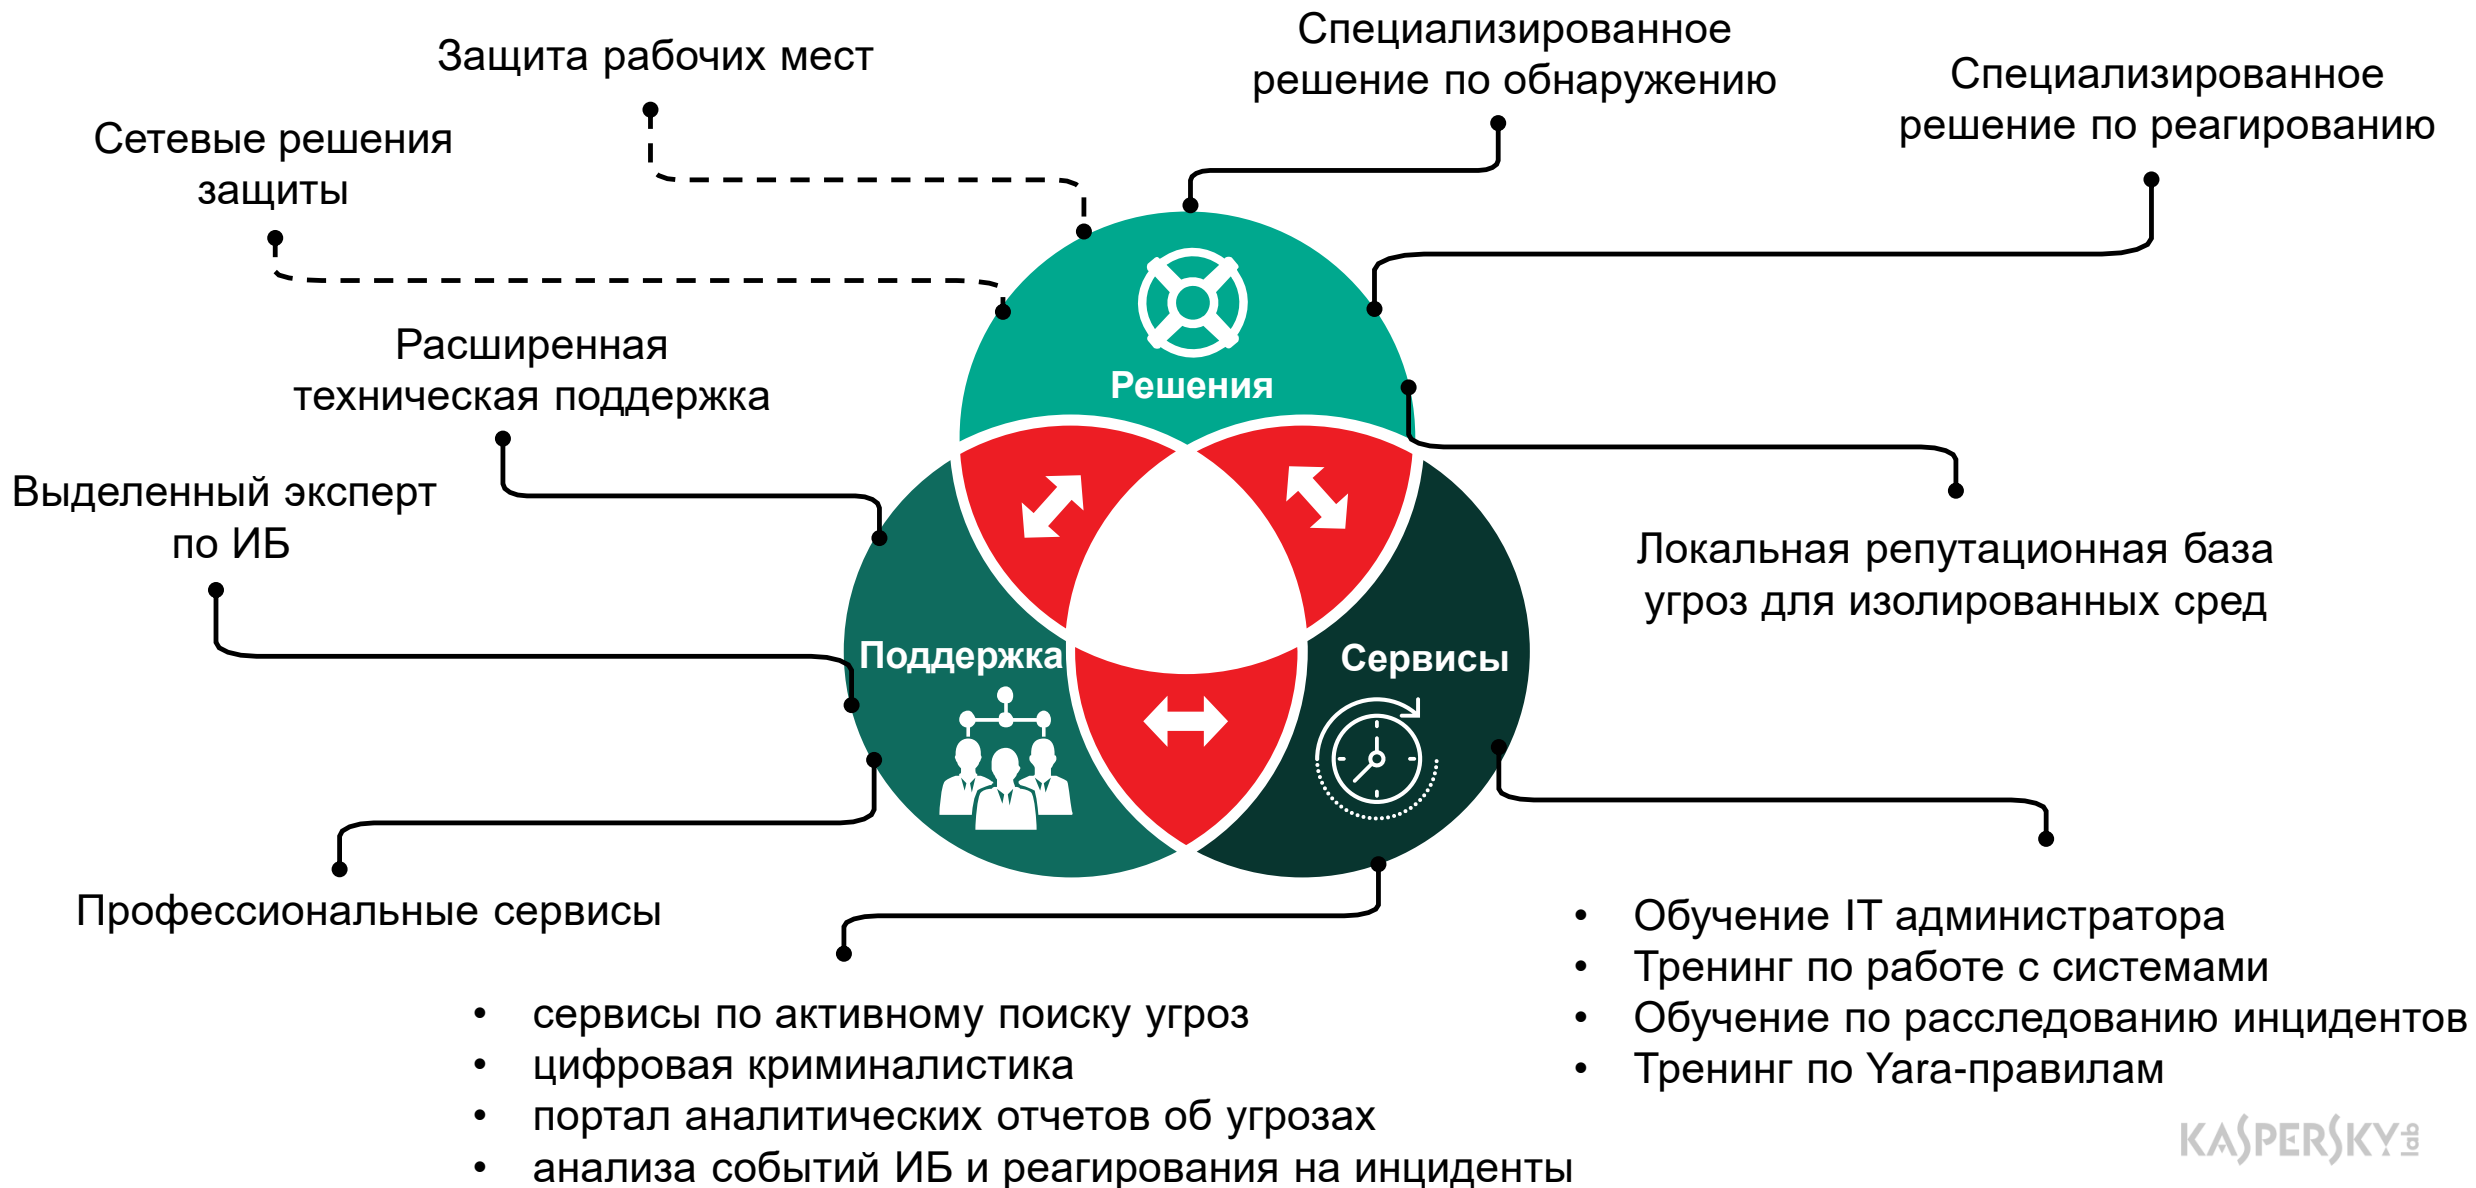 Защита рабочих мест
Сетевые решения
защиты
Специализированное
решение по обнаружению
Специализированное
решение по реагированию
Расширенная
техническая поддержка
Выделенный эксперт
по ИБ
Решения
Поддержка
Сервисы
Локальная репутационная база
угроз для изолированных сред
Профессиональные сервисы
• сервисы по активному поиску угроз
• цифровая криминалистика
• портал аналитических отчетов об угрозах
• анализа событий ИБ и реагирования на инциденты
• Обучение IT администратора
• Тренинг по работе с системами
• Обучение по расследованию инцидентов
• Тренинг по Yara-правилам
KASPERSKY lab